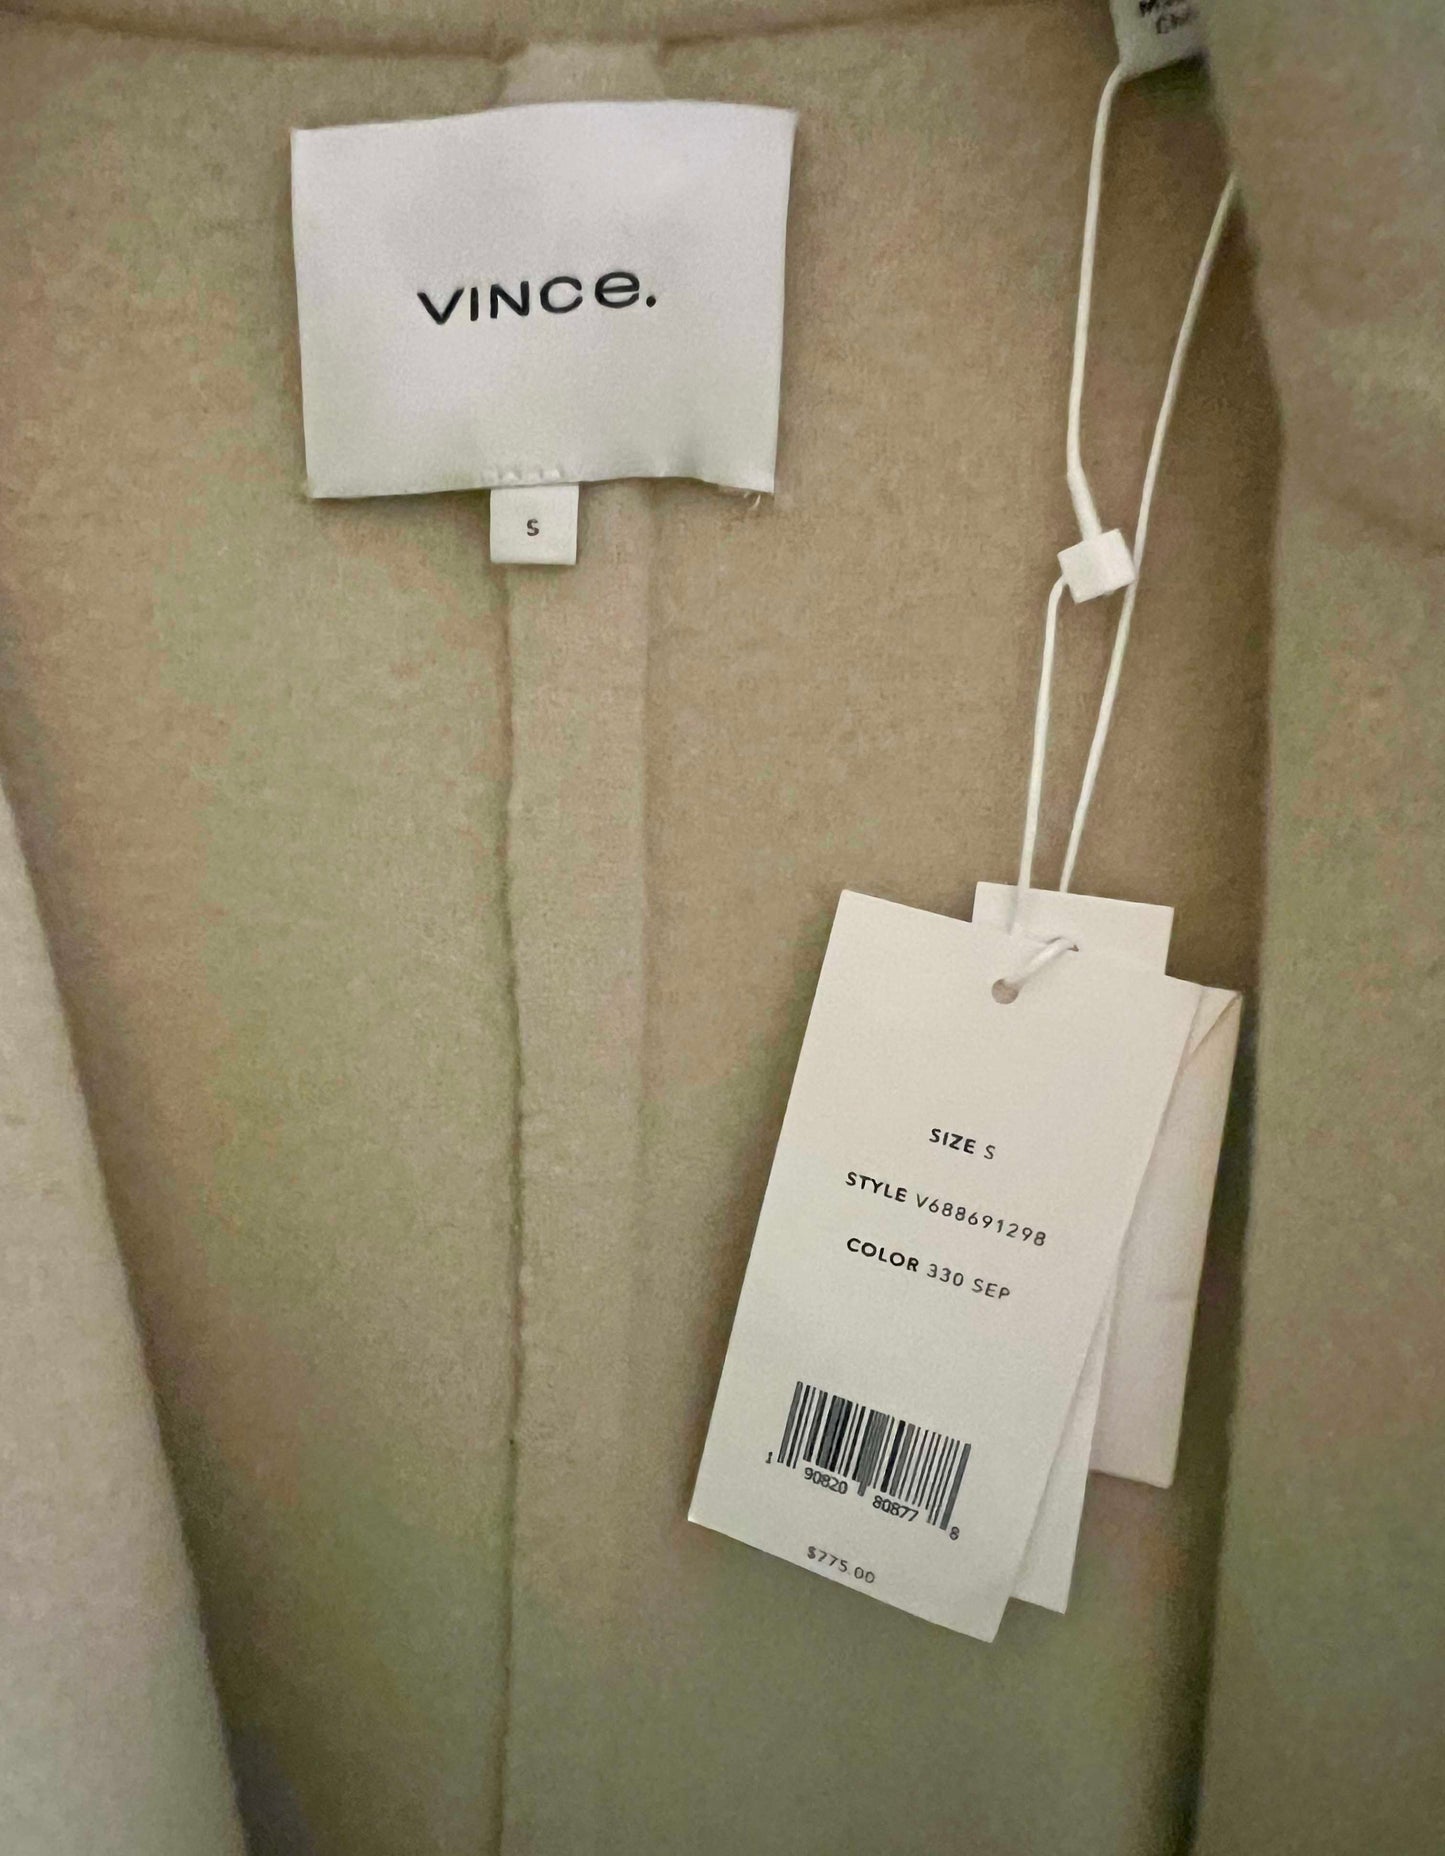 VINCe.
S
SIZE S
STYLE V688691298
COLOR 330 SEP
1 90820 80877 8
$775.00